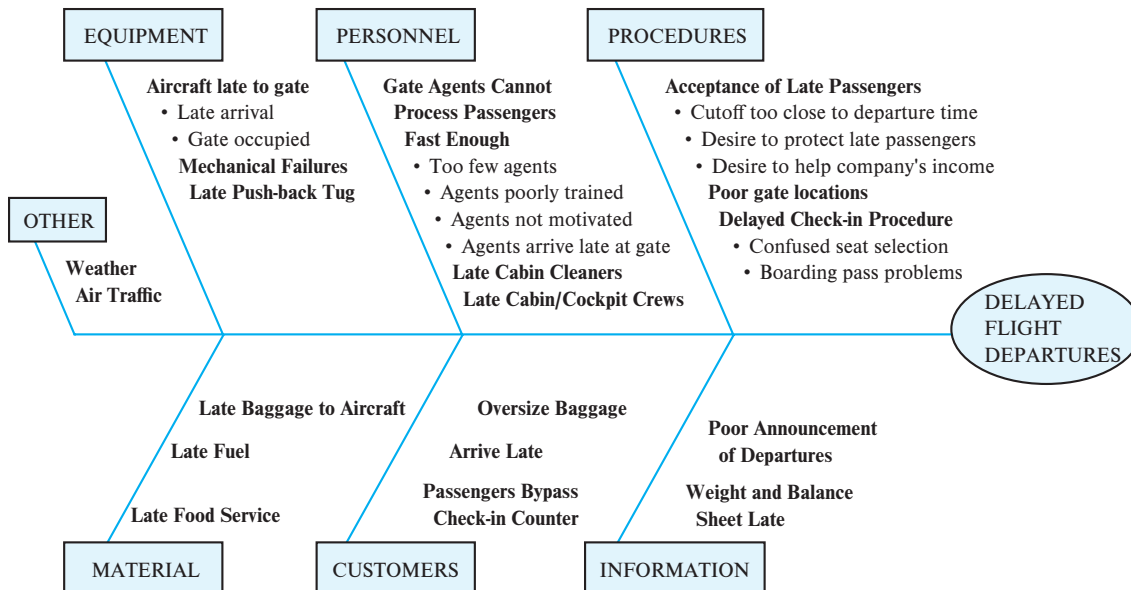 EQUIPMENT
Aircraft late to gate
• Late arrival
• Gate occupied
Mechanical Failures
Late Push-back Tug
PERSONNEL
Gate Agents Cannot
Process Passengers
Fast Enough
• Too few agents
• Agents poorly trained
• Agents not motivated
• Agents arrive late at gate
Late Cabin Cleaners
Late Cabin/Cockpit Crews
PROCEDURES
Acceptance of Late Passengers
• Cutoff too close to departure time
• Desire to protect late passengers
• Desire to help company's income
Poor gate locations
Delayed Check-in Procedure
• Confused seat selection
• Boarding pass problems
OTHER
Weather
Air Traffic
DELAYED
FLIGHT
DEPARTURES
Late Baggage to Aircraft
Late Fuel
Late Food Service
MATERIAL
Oversize Baggage
Arrive Late
Passengers Bypass
Check-in Counter
CUSTOMERS
Poor Announcement
of Departures
Weight and Balance
Sheet Late
INFORMATION